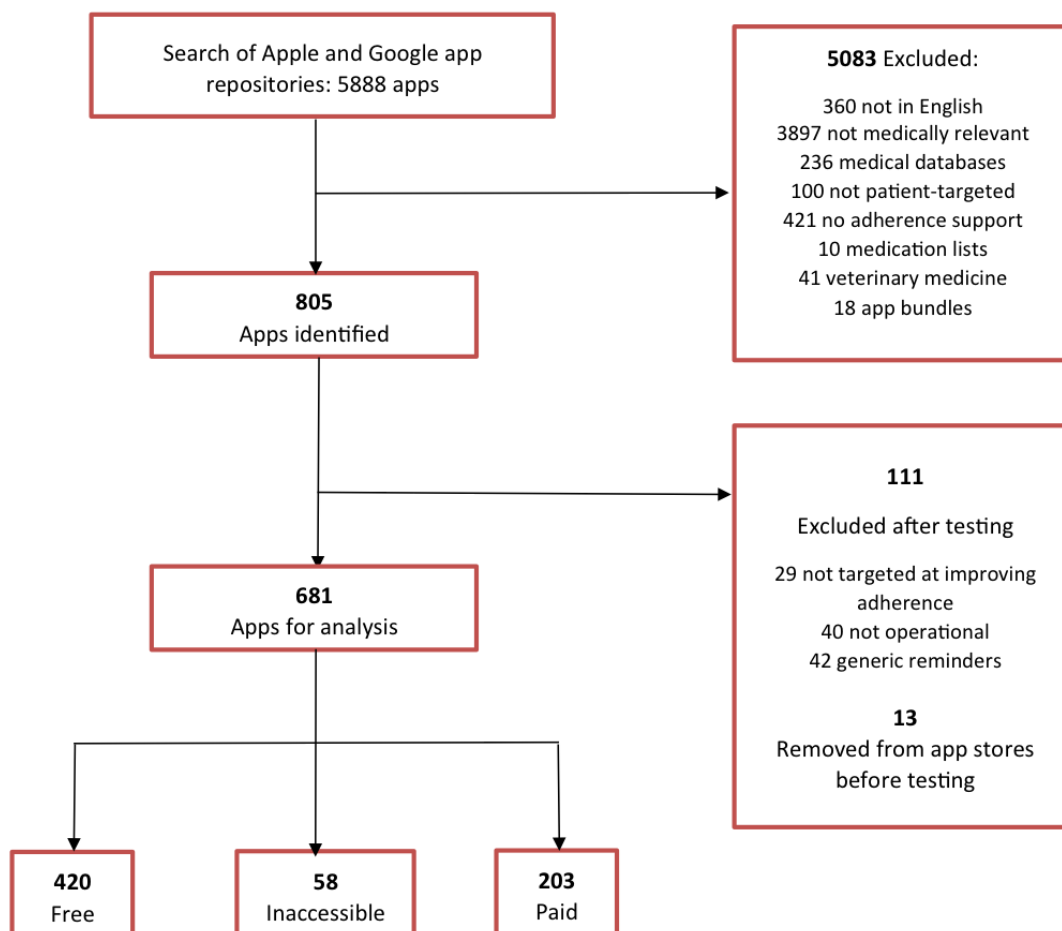 Search of Apple and Google app
repositories: 5888 apps
5083 Excluded:
360 not in English
3897 not medically relevant
236 medical databases
100 not patient-targeted
421 no adherence support
10 medication lists
41 veterinary medicine
18 app bundles
805
Apps identified
111
Excluded after testing
29 not targeted at improving
adherence
40 not operational
42 generic reminders
13
Removed from app stores
before testing
681
Apps for analysis
420
Free
58
Inaccessible
203
Paid